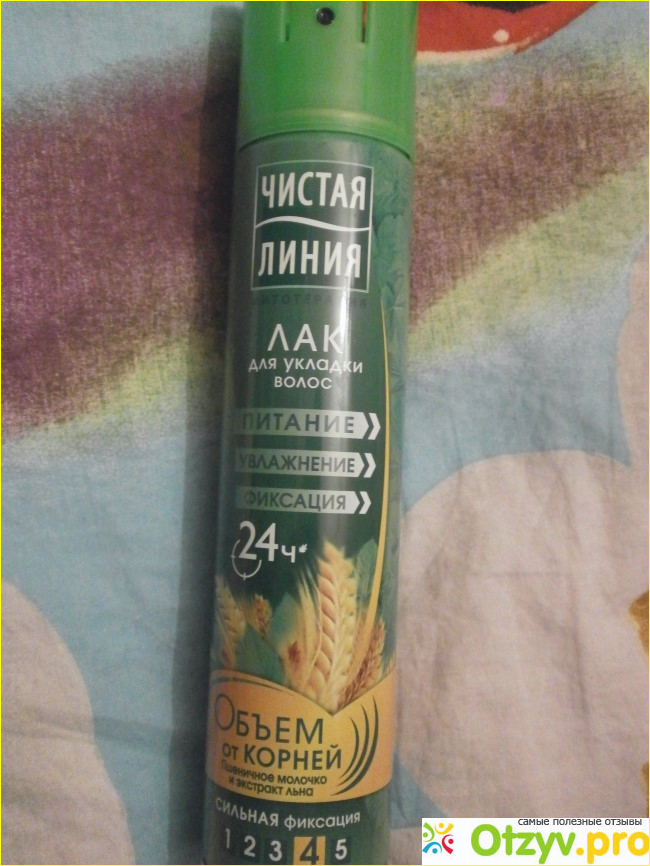 ЧИСТАЯ
ЛИНИЯ
ФИТОТЕРАПИЯ
ЛАК
для укладки
волос
ПИТАНИЕ
УВЛАЖНЕНИЕ
ФИКСАЦИЯ
24ч*
ОБЪЕМ
от КОРНЕЙ
Пшеничное молочко
и экстракт льна
СИЛЬНАЯ фиксация
1 2 3 4 5
самые полезные отзывы
Otzyv.pro